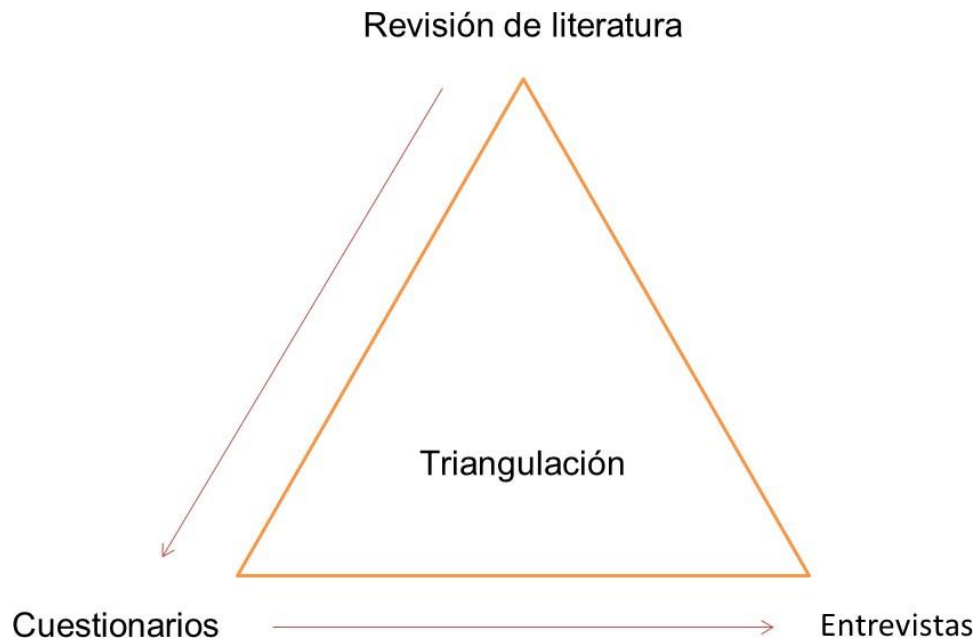 Revisión de literatura
Triangulación
Cuestionarios
Entrevistas